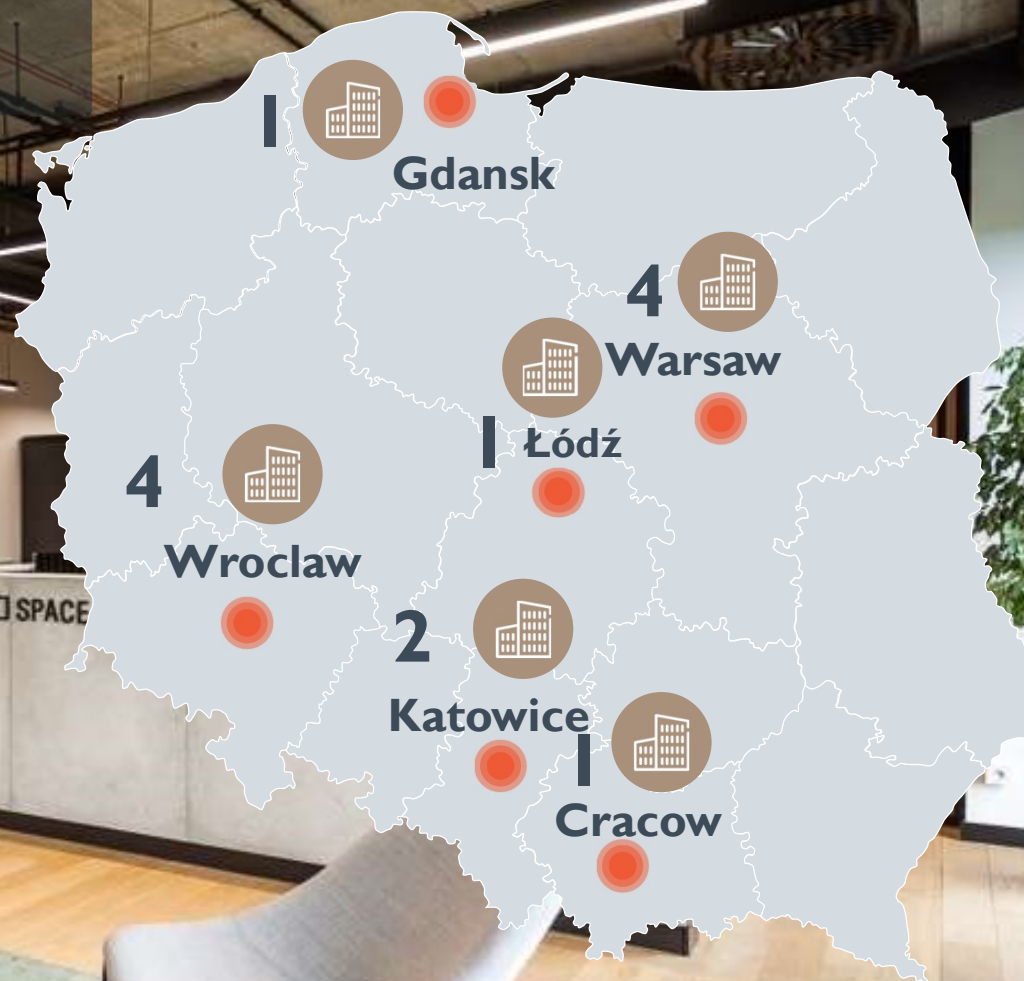 1
Gdansk
4
Warsaw
1 Łódź
4
Wroclaw
SPACE
2
Katowice
1
Cracow